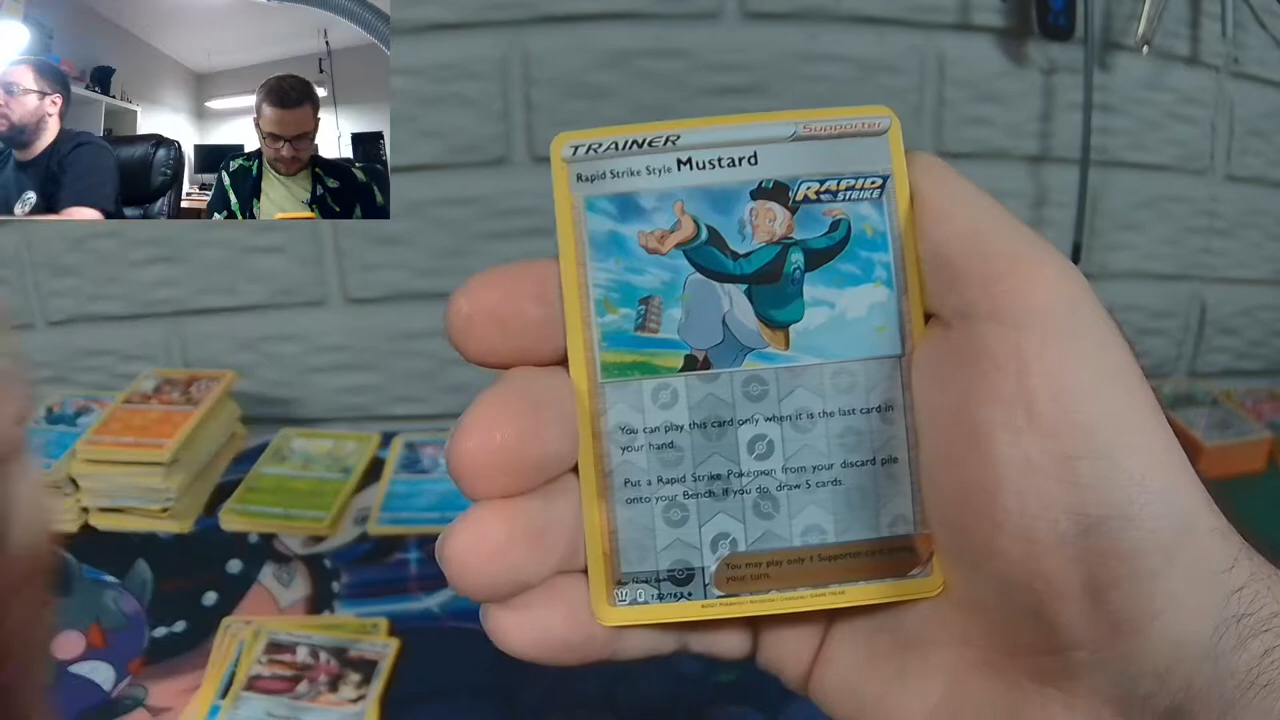 TRAINER Supporter
Rapid Strike Style Mustard
RAPID
STRIKE
You can play this card only when it is the last card in
your hand.
Put a Rapid Strike Pokémon from your discard pile
onto your Bench. If you do, draw 5 cards.
You may play only 1 Supporter card
your turn.
132/163